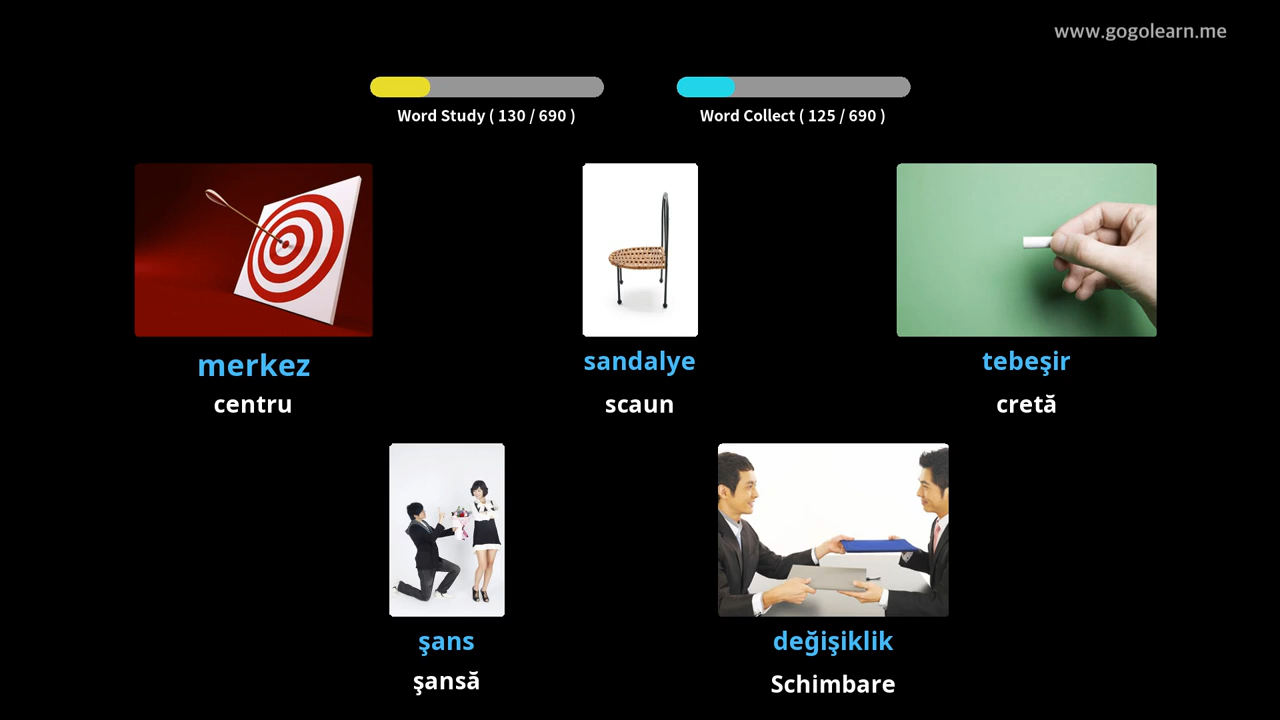 www.gogolearn.me
Word Study ( 130 / 690 )
Word Collect ( 125 / 690 )
merkez
centru
sandalye
scaun
tebeşir
cretă
şans
şansă
değişiklik
Schimbare